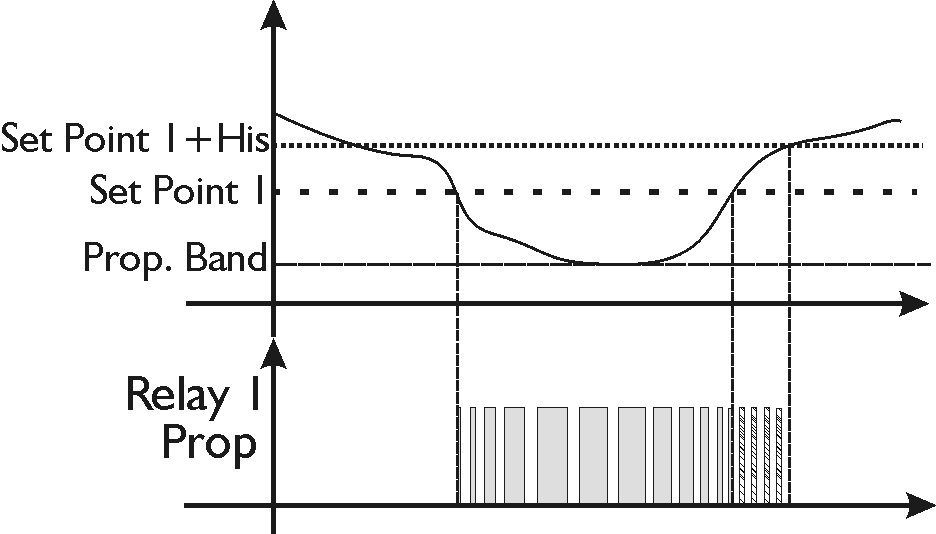 Set Point 1+His
Set Point 1
Prop. Band
Relay 1
Prop